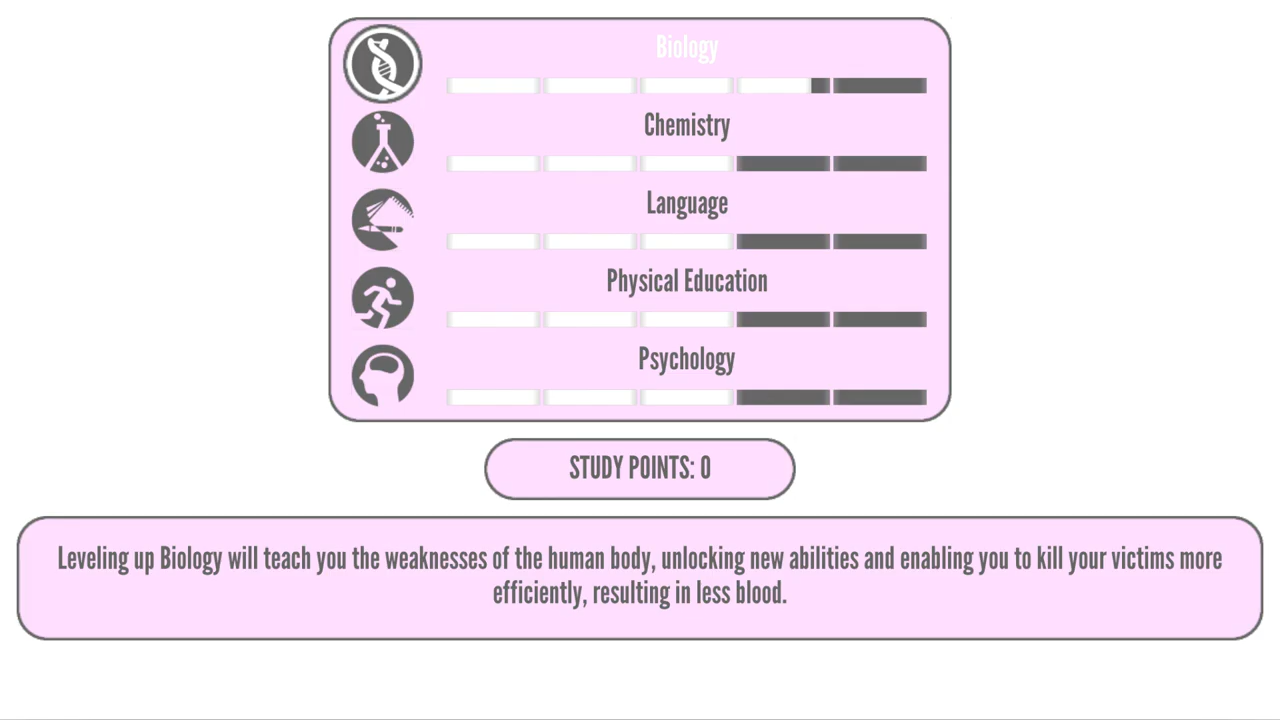 Biology
Chemistry
Language
Physical Education
Psychology
STUDY POINTS: 0
Leveling up Biology will teach you the weaknesses of the human body, unlocking new abilities and enabling you to kill your victims more
efficiently, resulting in less blood.